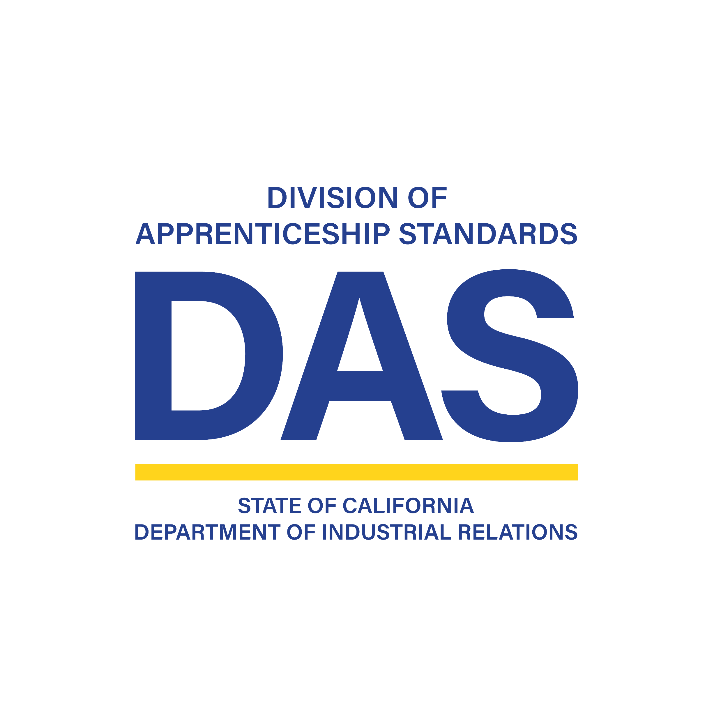 DIVISION OF
APPRENTICESHIP STANDARDS
DAS
STATE OF CALIFORNIA
DEPARTMENT OF INDUSTRIAL RELATIONS